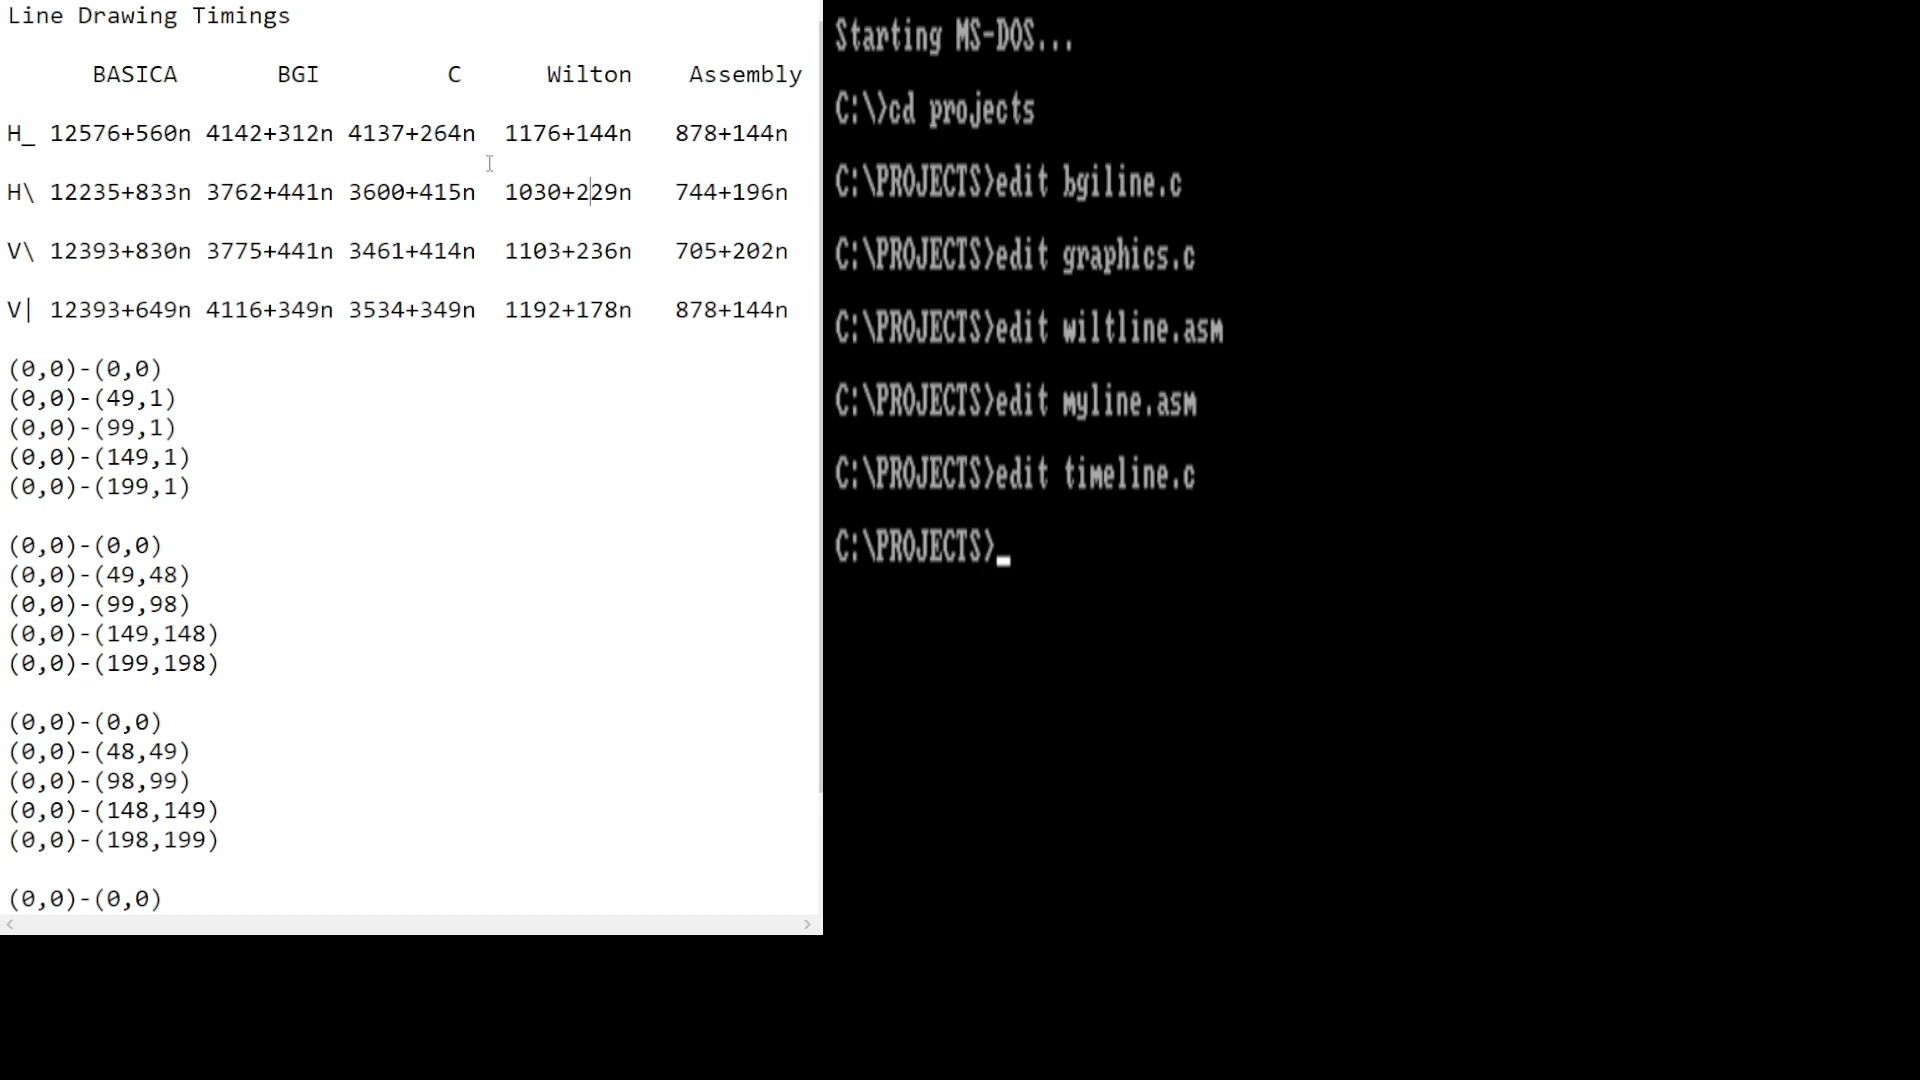 Line Drawing Timings
BASICA BGI C Wilton Assembly
H_ 12576+560n 4142+312n 4137+264n 1176+144n 878+144n
H\ 12235+833n 3762+441n 3600+415n 1030+229n 744+196n
V\ 12393+830n 3775+441n 3461+414n 1103+236n 705+202n
V| 12393+649n 4116+349n 3534+349n 1192+178n 878+144n
(0,0)-(0,0)
(0,0)-(49,1)
(0,0)-(99,1)
(0,0)-(149,1)
(0,0)-(199,1)
(0,0)-(0,0)
(0,0)-(49,48)
(0,0)-(99,98)
(0,0)-(149,148)
(0,0)-(199,198)
(0,0)-(0,0)
(0,0)-(48,49)
(0,0)-(98,99)
(0,0)-(148,149)
(0,0)-(198,199)
(0,0)-(0,0)
Starting MS-DOS...
C:\>cd projects
C:\PROJECTS>edit bgiline.c
C:\PROJECTS>edit graphics.c
C:\PROJECTS>edit wiltline.asm
C:\PROJECTS>edit myline.asm
C:\PROJECTS>edit timeline.c
C:\PROJECTS>_